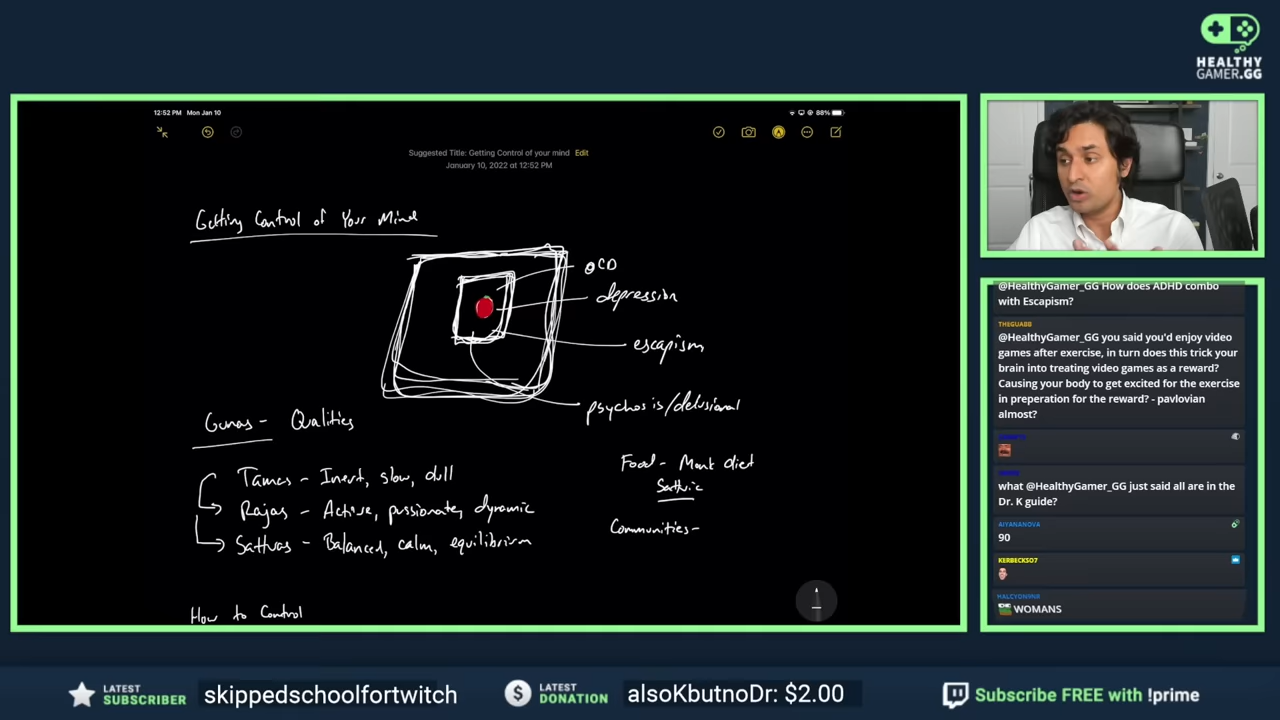 HEALTHY
GAMER.GG
12:52 PM Mon Jan 10
88%
Suggested Title: Getting Control of your mind Edit
January 10, 2022 at 12:52 PM
Getting Control of Your Mind
OCD
depression
escapism
psychosis/delusional
Gunas - Qualities
Tamas - Inert, slow, dull
Rajas - Active, passionate, dynamic
Sattvas - Balanced, calm, equilibrium
Food - Monk diet
Sattvic
Communities -
How to Control
@HealthyGamer_GG How does ADHD combo
with Escapism?
THEGUABB
@HealthyGamer_GG you said you'd enjoy video
games after exercise, in turn does this trick your
brain into treating video games as a reward?
Causing your body to get excited for the exercise
in preperation for the reward? - pavlovian
almost?
what @HealthyGamer_GG just said all are in the
Dr. K guide?
AIYANANOVA
90
KERBECKS07
WOMANS
LATEST
SUBSCRIBER
skippedschoolfortwitch
LATEST
DONATION
alsoKbutnoDr: $2.00
Subscribe FREE with !prime